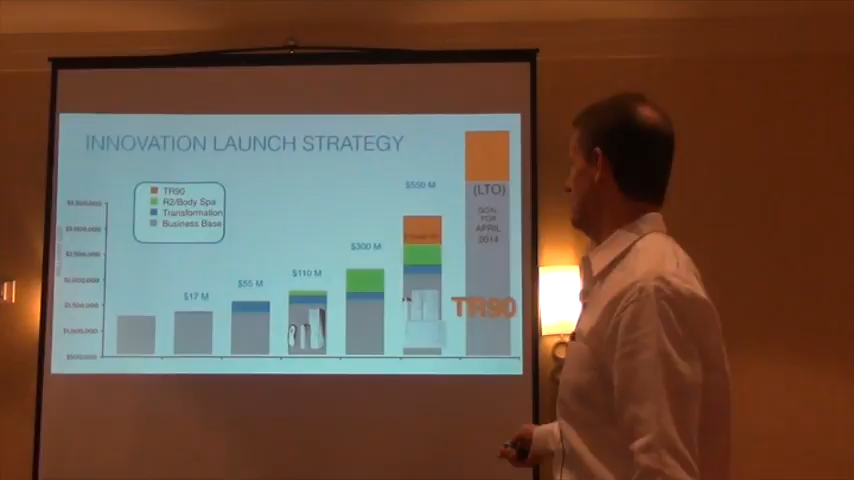 INNOVATION LAUNCH STRATEGY
TR90
R2/Body Spa
Transformation
Business Base
$17 M
$55 M
$110 M
$300 M
$550 M
(LTO)
GOAL
FOR
APRIL
2014
TR90